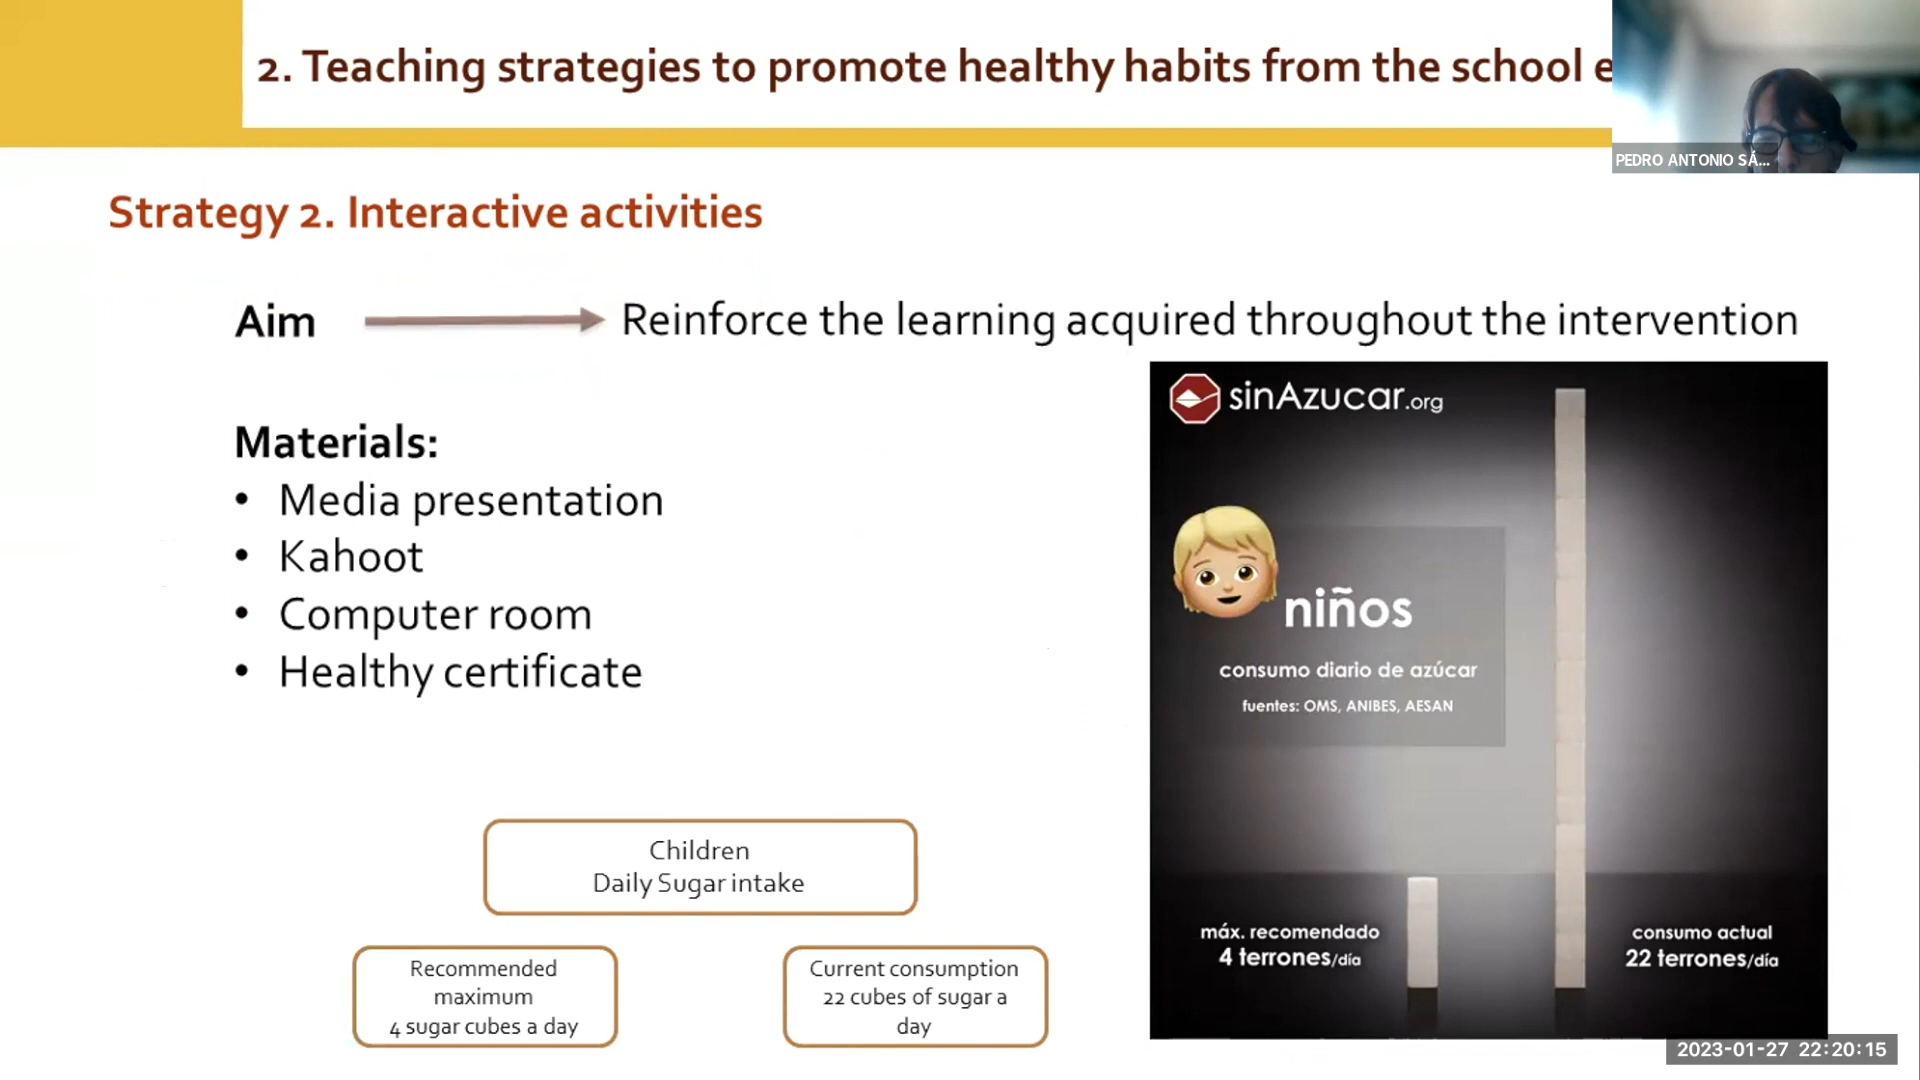 2. Teaching strategies to promote healthy habits from the school e
PEDRO ANTONIO SÁ...
Strategy 2. Interactive activities
Aim
Reinforce the learning acquired throughout the intervention
Materials:
• Media presentation
• Kahoot
• Computer room
• Healthy certificate
sinAzucar.org
niños
consumo diario de azúcar
fuentes: OMS, ANIBES, AESAN
máx. recomendado
4 terrones/día
consumo actual
22 terrones/día
Children
Daily Sugar intake
Recommended
maximum
4 sugar cubes a day
Current consumption
22 cubes of sugar a
day
2023-01-27 22:20:15